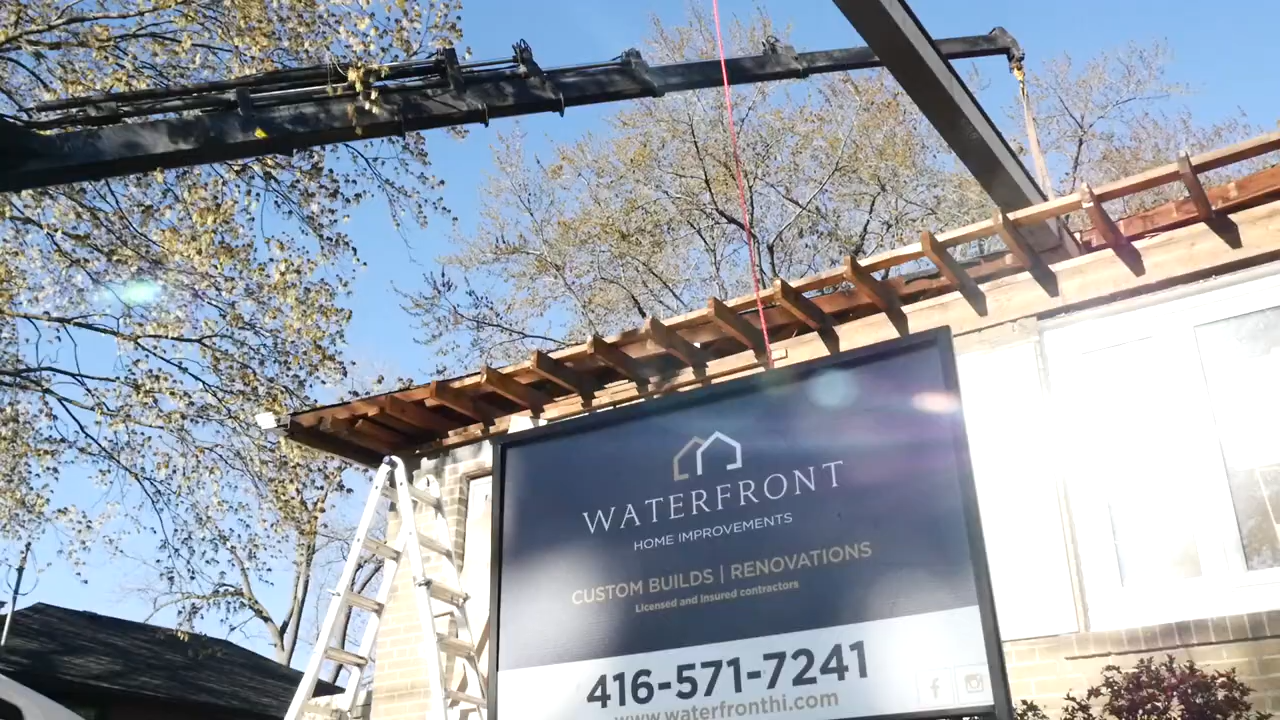 WATERFRONT
HOME IMPROVEMENTS
CUSTOM BUILDS | RENOVATIONS
Licensed and Insured contractors
416-571-7241
www.waterfronthi.com